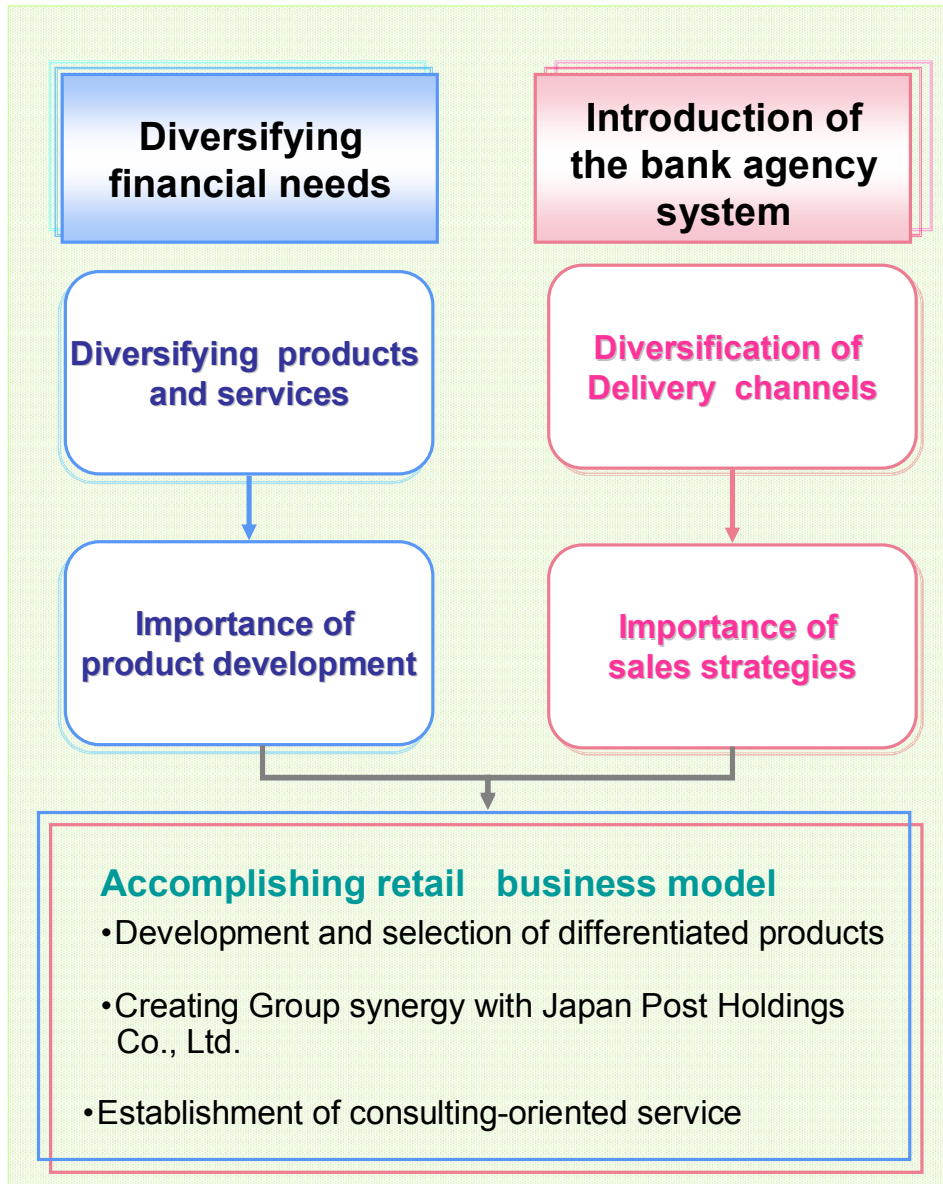 Diversifying
financial needs
Diversifying products
and services
Importance of
product development
Introduction of
the bank agency
system
Diversification of
Delivery channels
Importance of
sales strategies
Accomplishing retail business model
•Development and selection of differentiated products
•Creating Group synergy with Japan Post Holdings
Co., Ltd.
•Establishment of consulting-oriented service